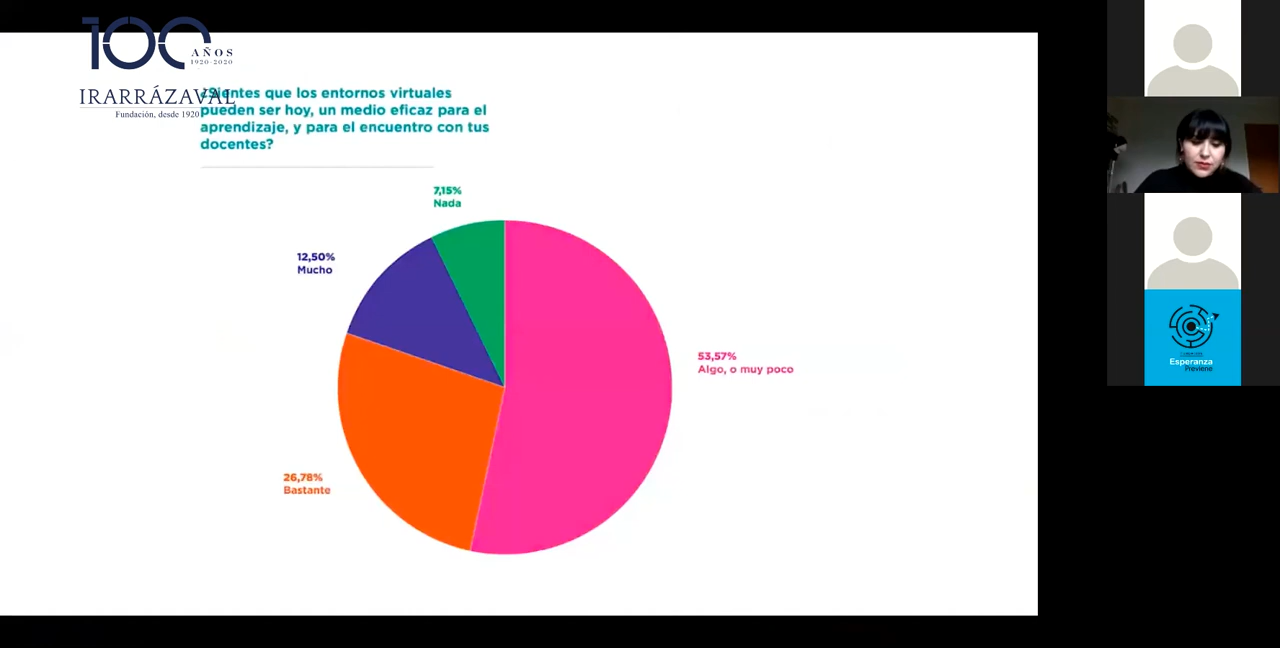 100
AÑOS
1920-2020
IRARRÁZAVAL
Fundación, desde 1920
¿Sientes que los entornos virtuales
pueden ser hoy, un medio eficaz para el
aprendizaje, y para el encuentro con tus
docentes?
7,15%
Nada
12,50%
Mucho
53,57%
Algo, o muy poco
26,78%
Bastante
Esperanza
Previene